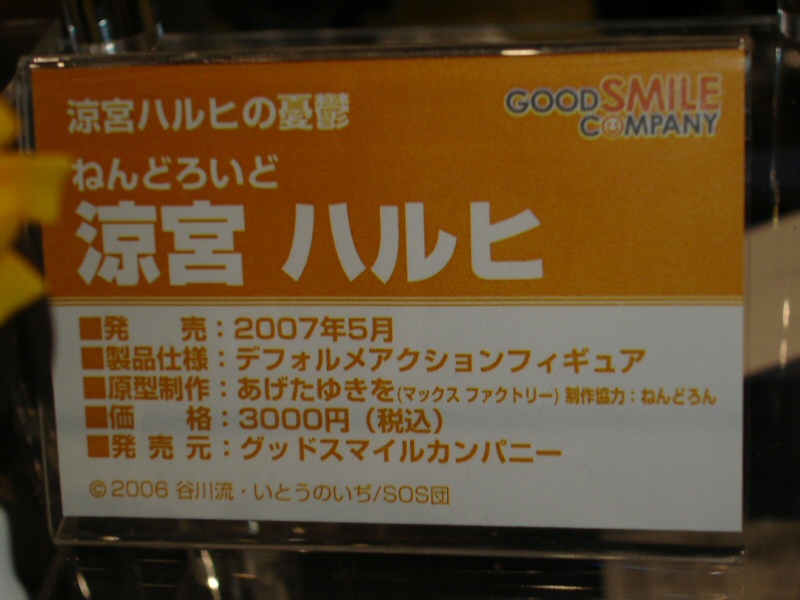 涼宮ハルヒの憂鬱
GOOD SMILE
COMPANY
ねんどろいど
涼宮 ハルヒ
■発　売：2007年5月
■製品仕様：デフォルメアクションフィギュア
■原型制作：あげたゆきを(マックス ファクトリー) 制作協力：ねんどろん
■価　格：3000円（税込）
■発 売 元：グッドスマイルカンパニー
©2006 谷川流・いとうのいぢ/SOS団